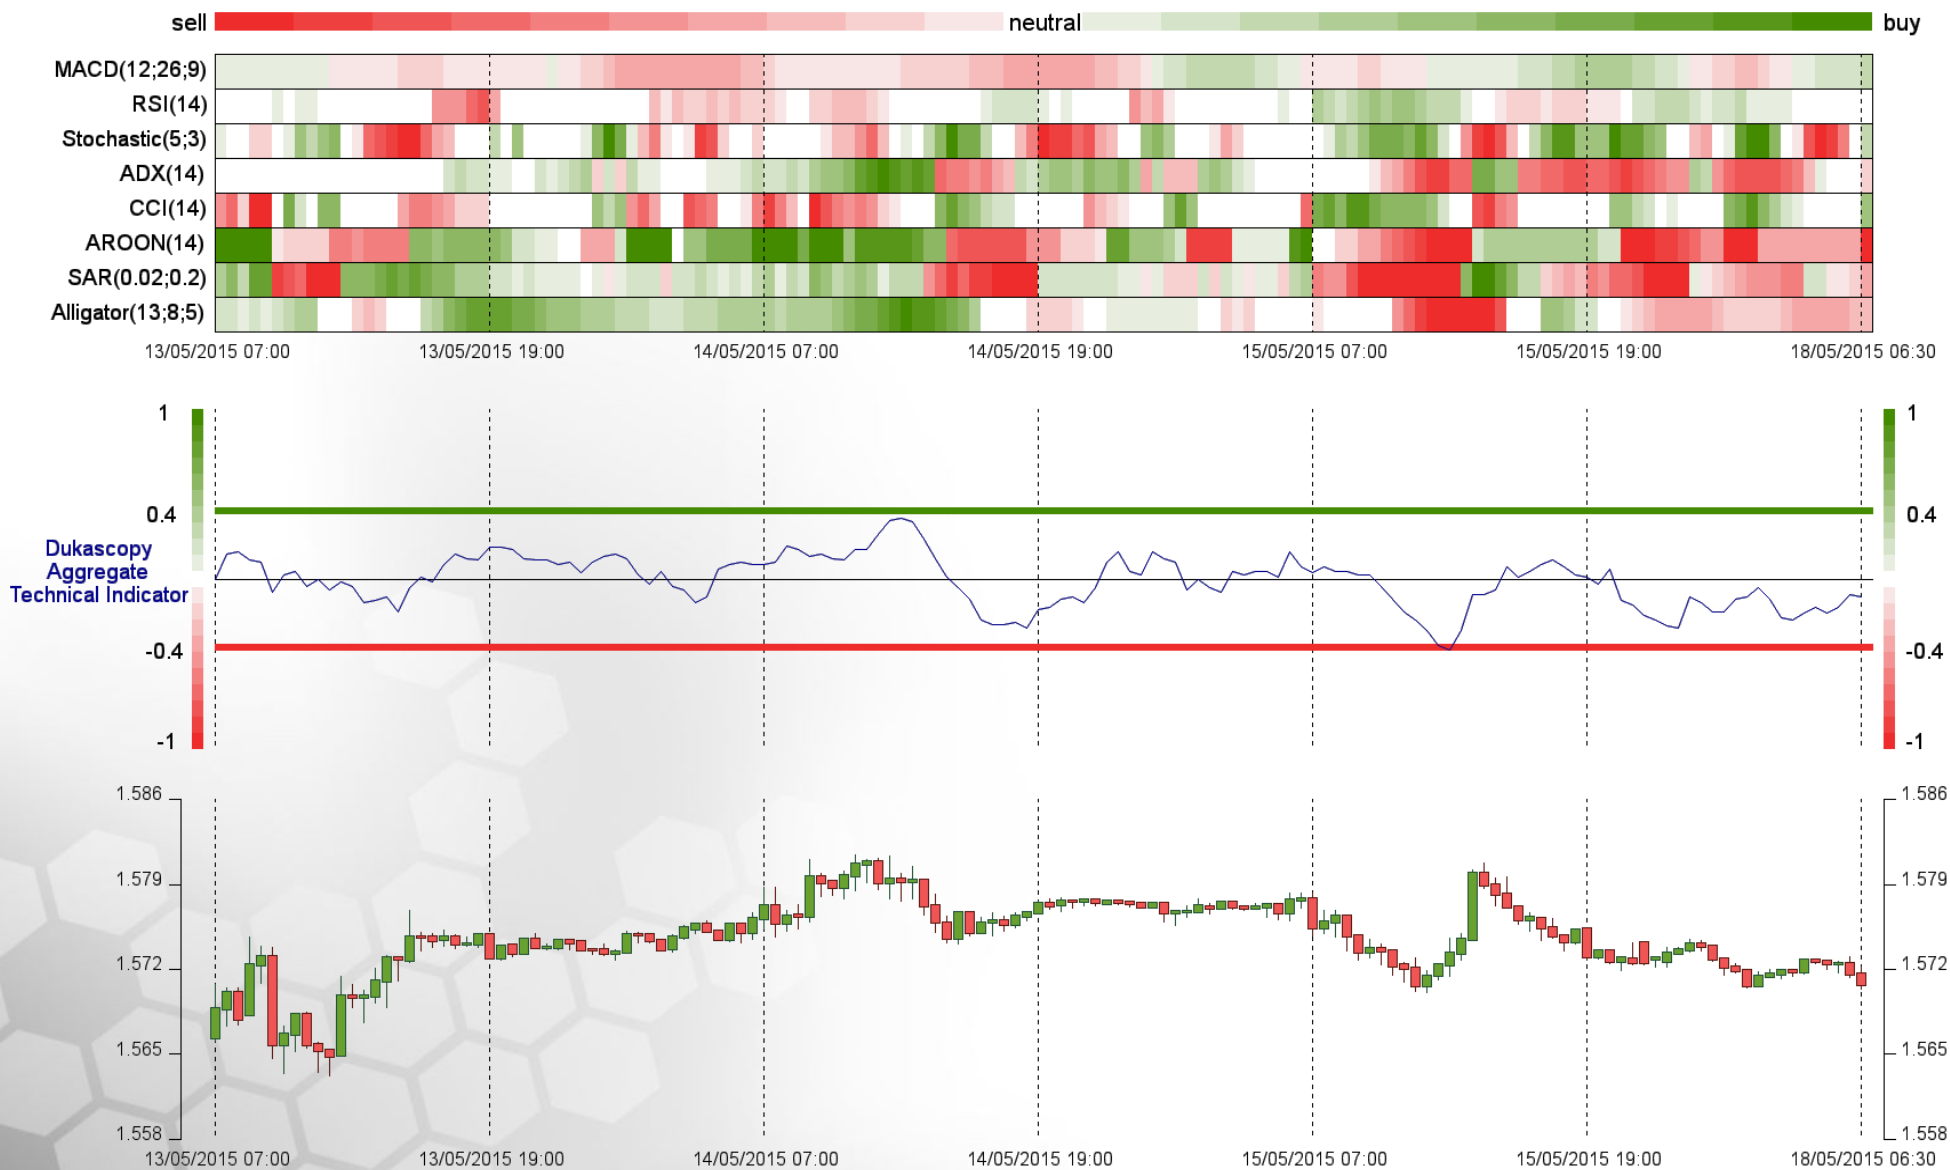 sell neutral buy
MACD(12;26;9)
RSI(14)
Stochastic(5;3)
ADX(14)
CCI(14)
AROON(14)
SAR(0.02;0.2)
Alligator(13;8;5)
13/05/2015 07:00 13/05/2015 19:00 14/05/2015 07:00 14/05/2015 19:00 15/05/2015 07:00 15/05/2015 19:00 18/05/2015 06:30
1 1
0.4 0.4
Dukascopy
Aggregate
Technical Indicator
-0.4 -0.4
-1 -1
1.586 1.586
1.579 1.579
1.572 1.572
1.565 1.565
1.558 1.558
13/05/2015 07:00 13/05/2015 19:00 14/05/2015 07:00 14/05/2015 19:00 15/05/2015 07:00 15/05/2015 19:00 18/05/2015 06:30